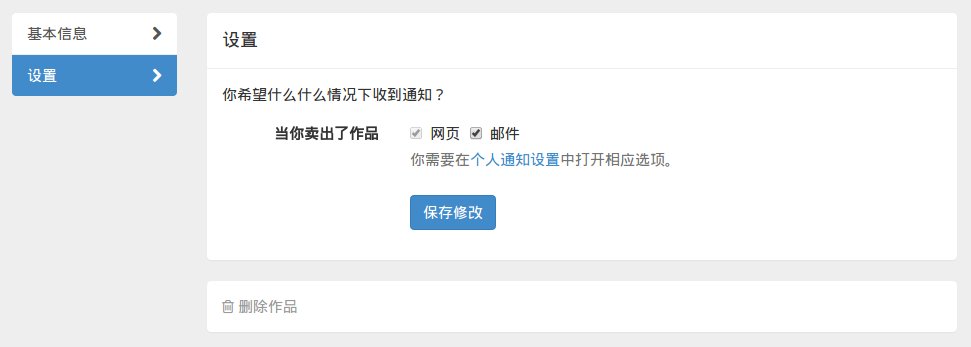 基本信息
设置
设置
你希望什么什么情况下收到通知？
当你卖出了作品 网页 邮件
你需要在个人通知设置中打开相应选项。
保存修改
删除作品